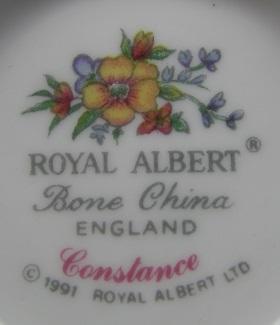 ROYAL ALBERT®
Bone China
ENGLAND
Constance
© 1991 ROYAL ALBERT LTD